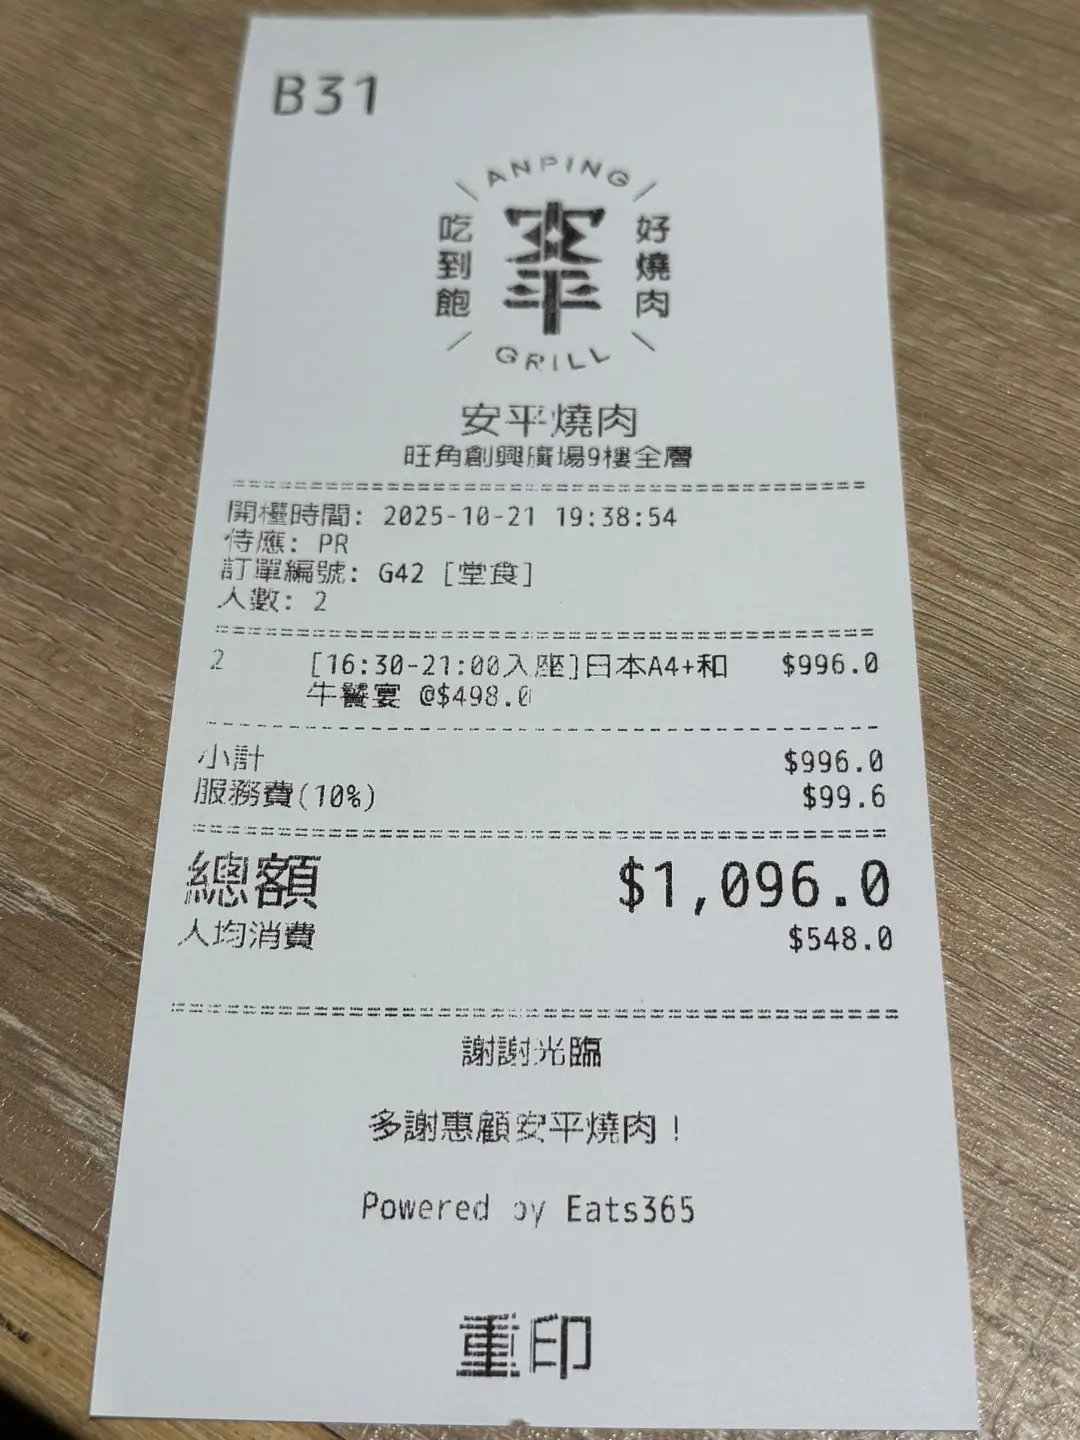 B31
ANPING
吃到飽
安平
好燒肉
GRILL
安平燒肉
旺角創興廣場9樓全層
開檯時間: 2025-10-21 19:38:54
侍應: PR
訂單編號: G42 [堂食]
人數: 2
2 [16:30-21:00入座]日本A4+和 $996.0
牛饗宴 @$498.0
小計 $996.0
服務費(10%) $99.6
總額 $1,096.0
人均消費 $548.0
謝謝光臨
多謝惠顧安平燒肉！
Powered by Eats365
重印